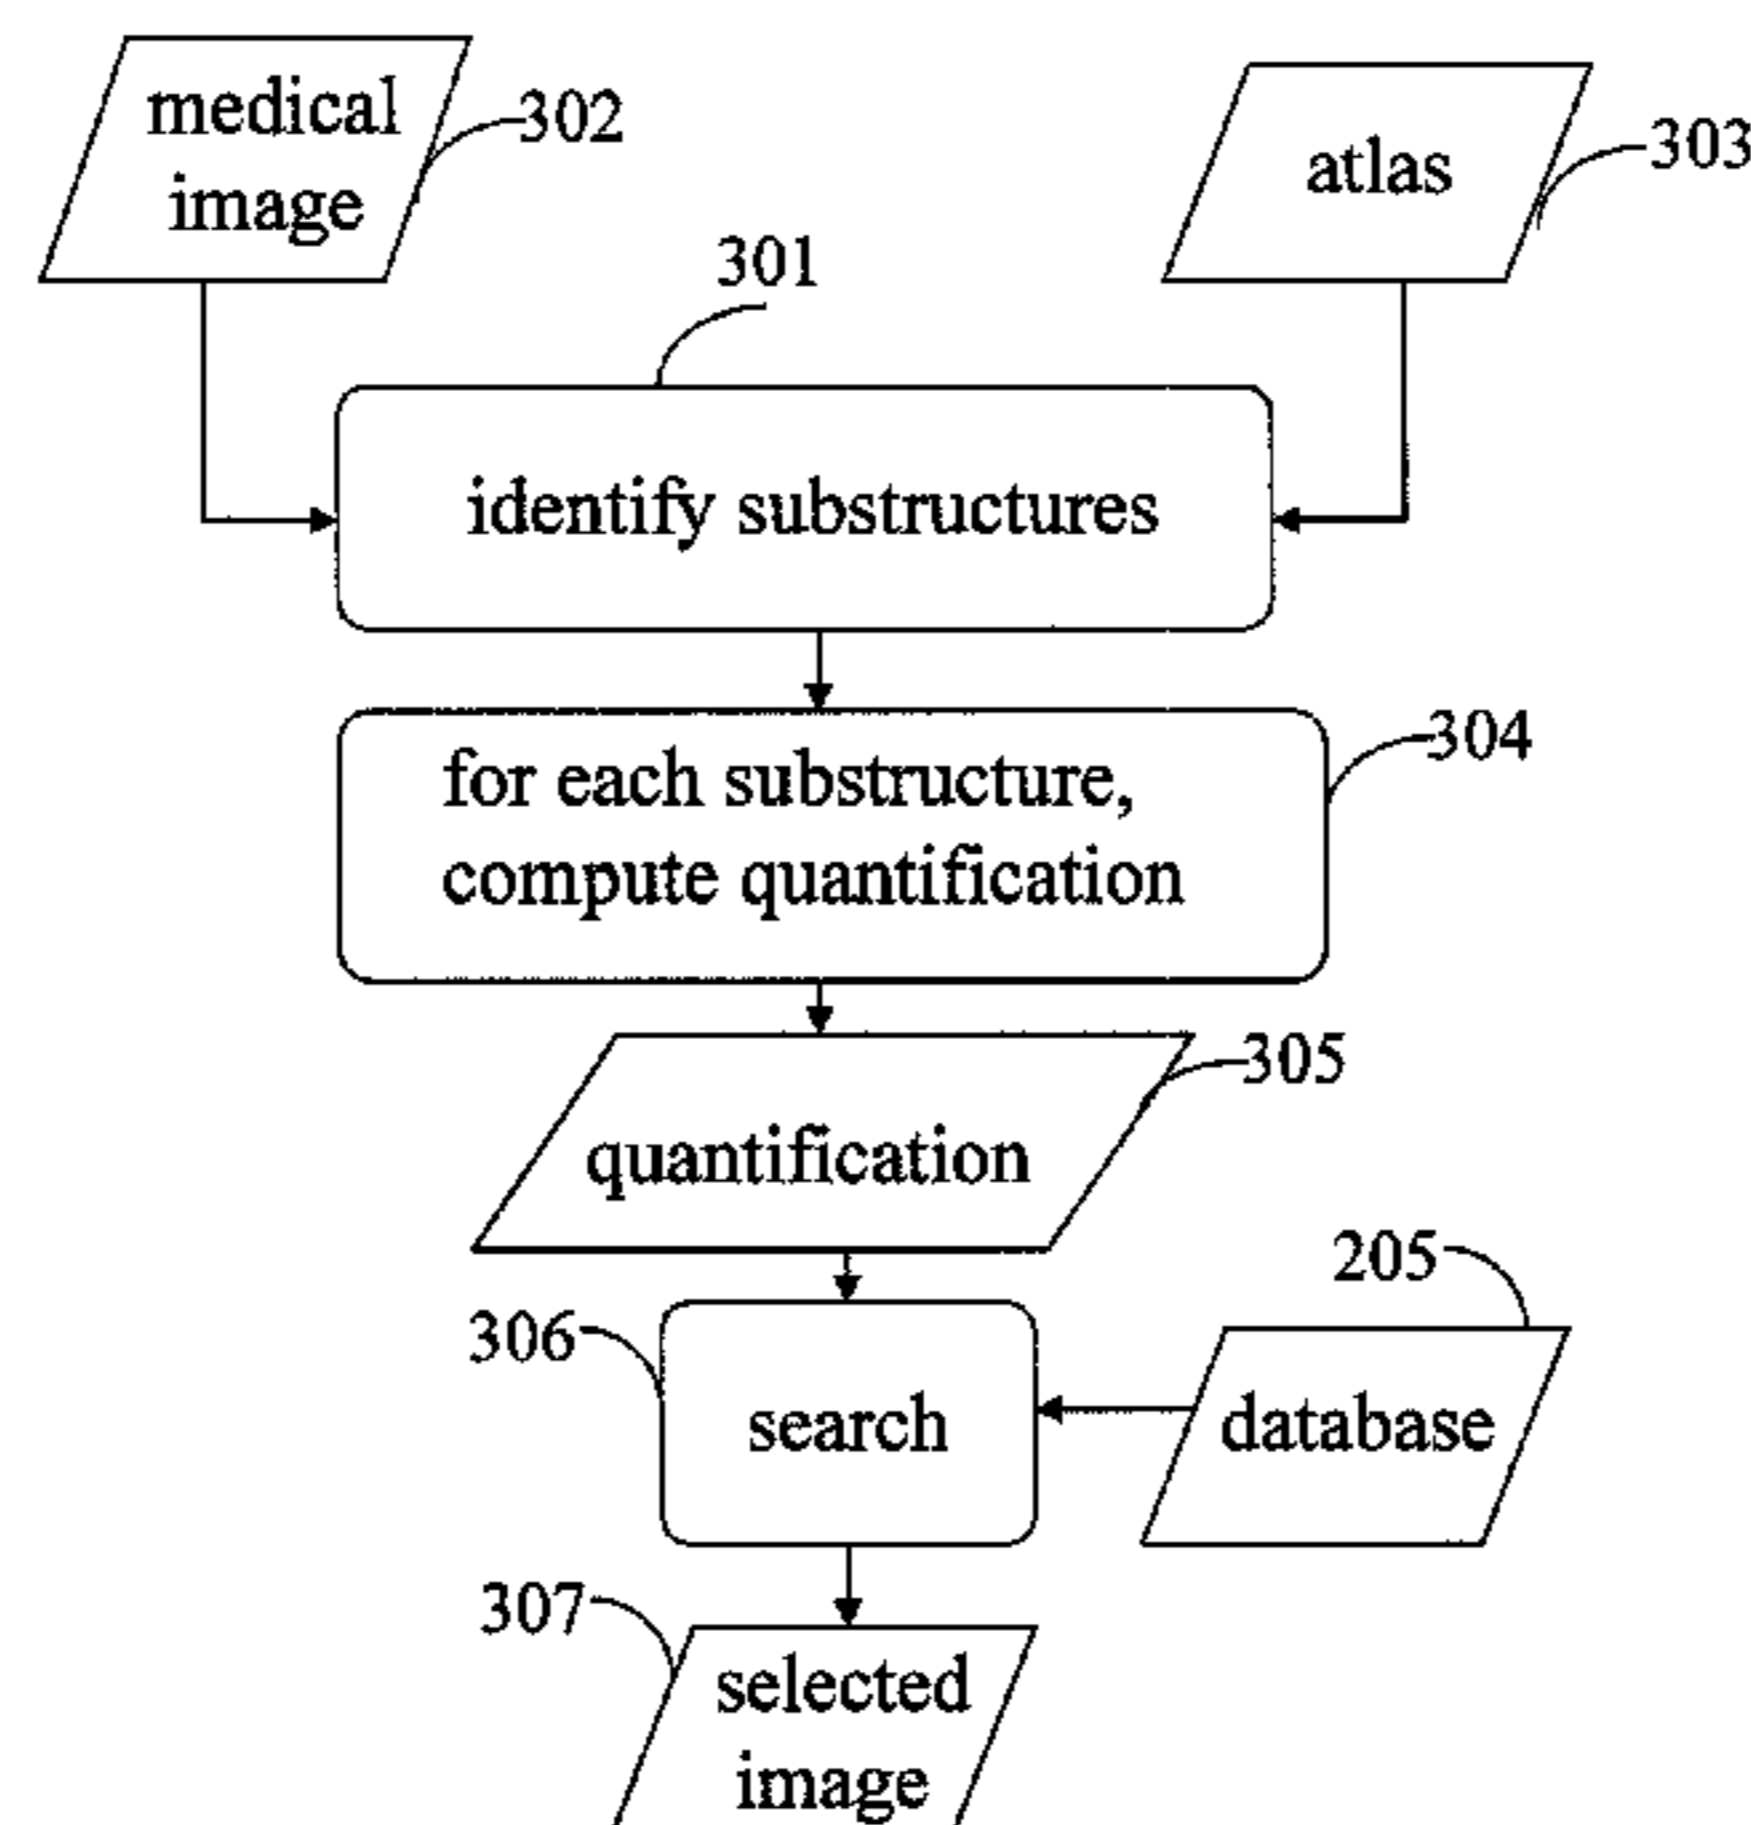 medical
image
302
atlas
303
301
identify substructures
for each substructure,
compute quantification
304
305
quantification
205
306
search
database
307
selected
image